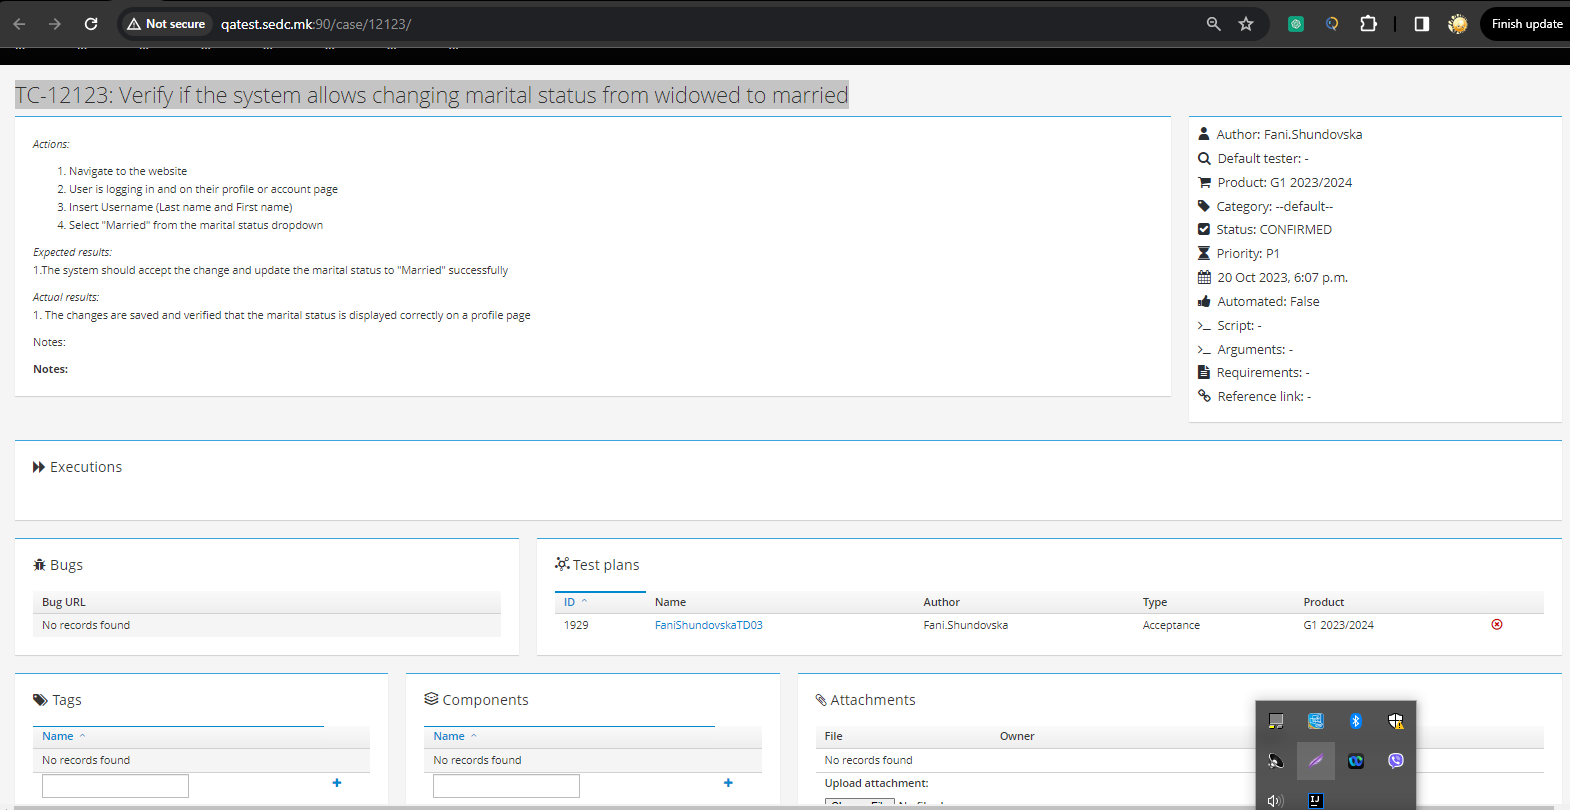 Not secure
qatest.sedc.mk:90/case/12123/
Finish update
TC-12123: Verify if the system allows changing marital status from widowed to married
Actions:
1. Navigate to the website
2. User is logging in and on their profile or account page
3. Insert Username (Last name and First name)
4. Select "Married" from the marital status dropdown
Expected results:
1.The system should accept the change and update the marital status to "Married" successfully
Actual results:
1. The changes are saved and verified that the marital status is displayed correctly on a profile page
Notes:
Notes:
Author: Fani.Shundovska
Default tester: -
Product: G1 2023/2024
Category: --default--
Status: CONFIRMED
Priority: P1
20 Oct 2023, 6:07 p.m.
Automated: False
Script: -
Arguments: -
Requirements: -
Reference link: -
Executions
Bugs
Bug URL
No records found
Test plans
ID Name Author Type Product
1929 FaniShundovskaTD03 Fani.Shundovska Acceptance G1 2023/2024
Tags
Name
No records found
Components
Name
No records found
Attachments
File Owner
No records found
Upload attachment: